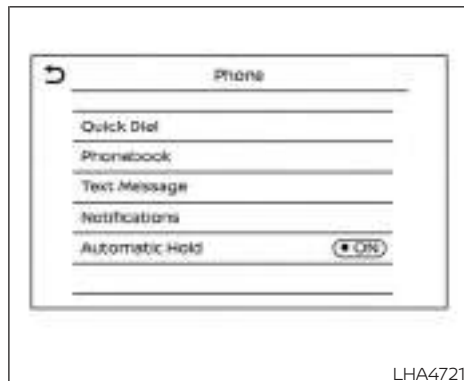 Phone
Quick Dial
Phonebook
Text Message
Notifications
Automatic Hold ON
LHA4721